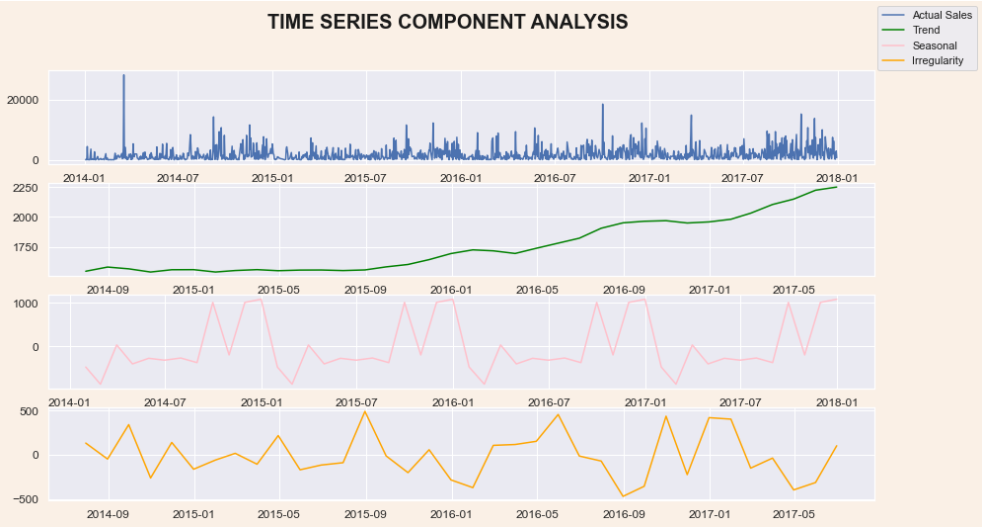 TIME SERIES COMPONENT ANALYSIS
Actual Sales
Trend
Seasonal
Irregularity
20000
0
2014-01 2014-07 2015-01 2015-07 2016-01 2016-07 2017-01 2017-07 2018-01
2250
2000
1750
2014-09 2015-01 2015-05 2015-09 2016-01 2016-05 2016-09 2017-01 2017-05
1000
0
2014-01 2014-07 2015-01 2015-07 2016-01 2016-07 2017-01 2017-07 2018-01
500
0
−500
2014-09 2015-01 2015-05 2015-09 2016-01 2016-05 2016-09 2017-01 2017-05